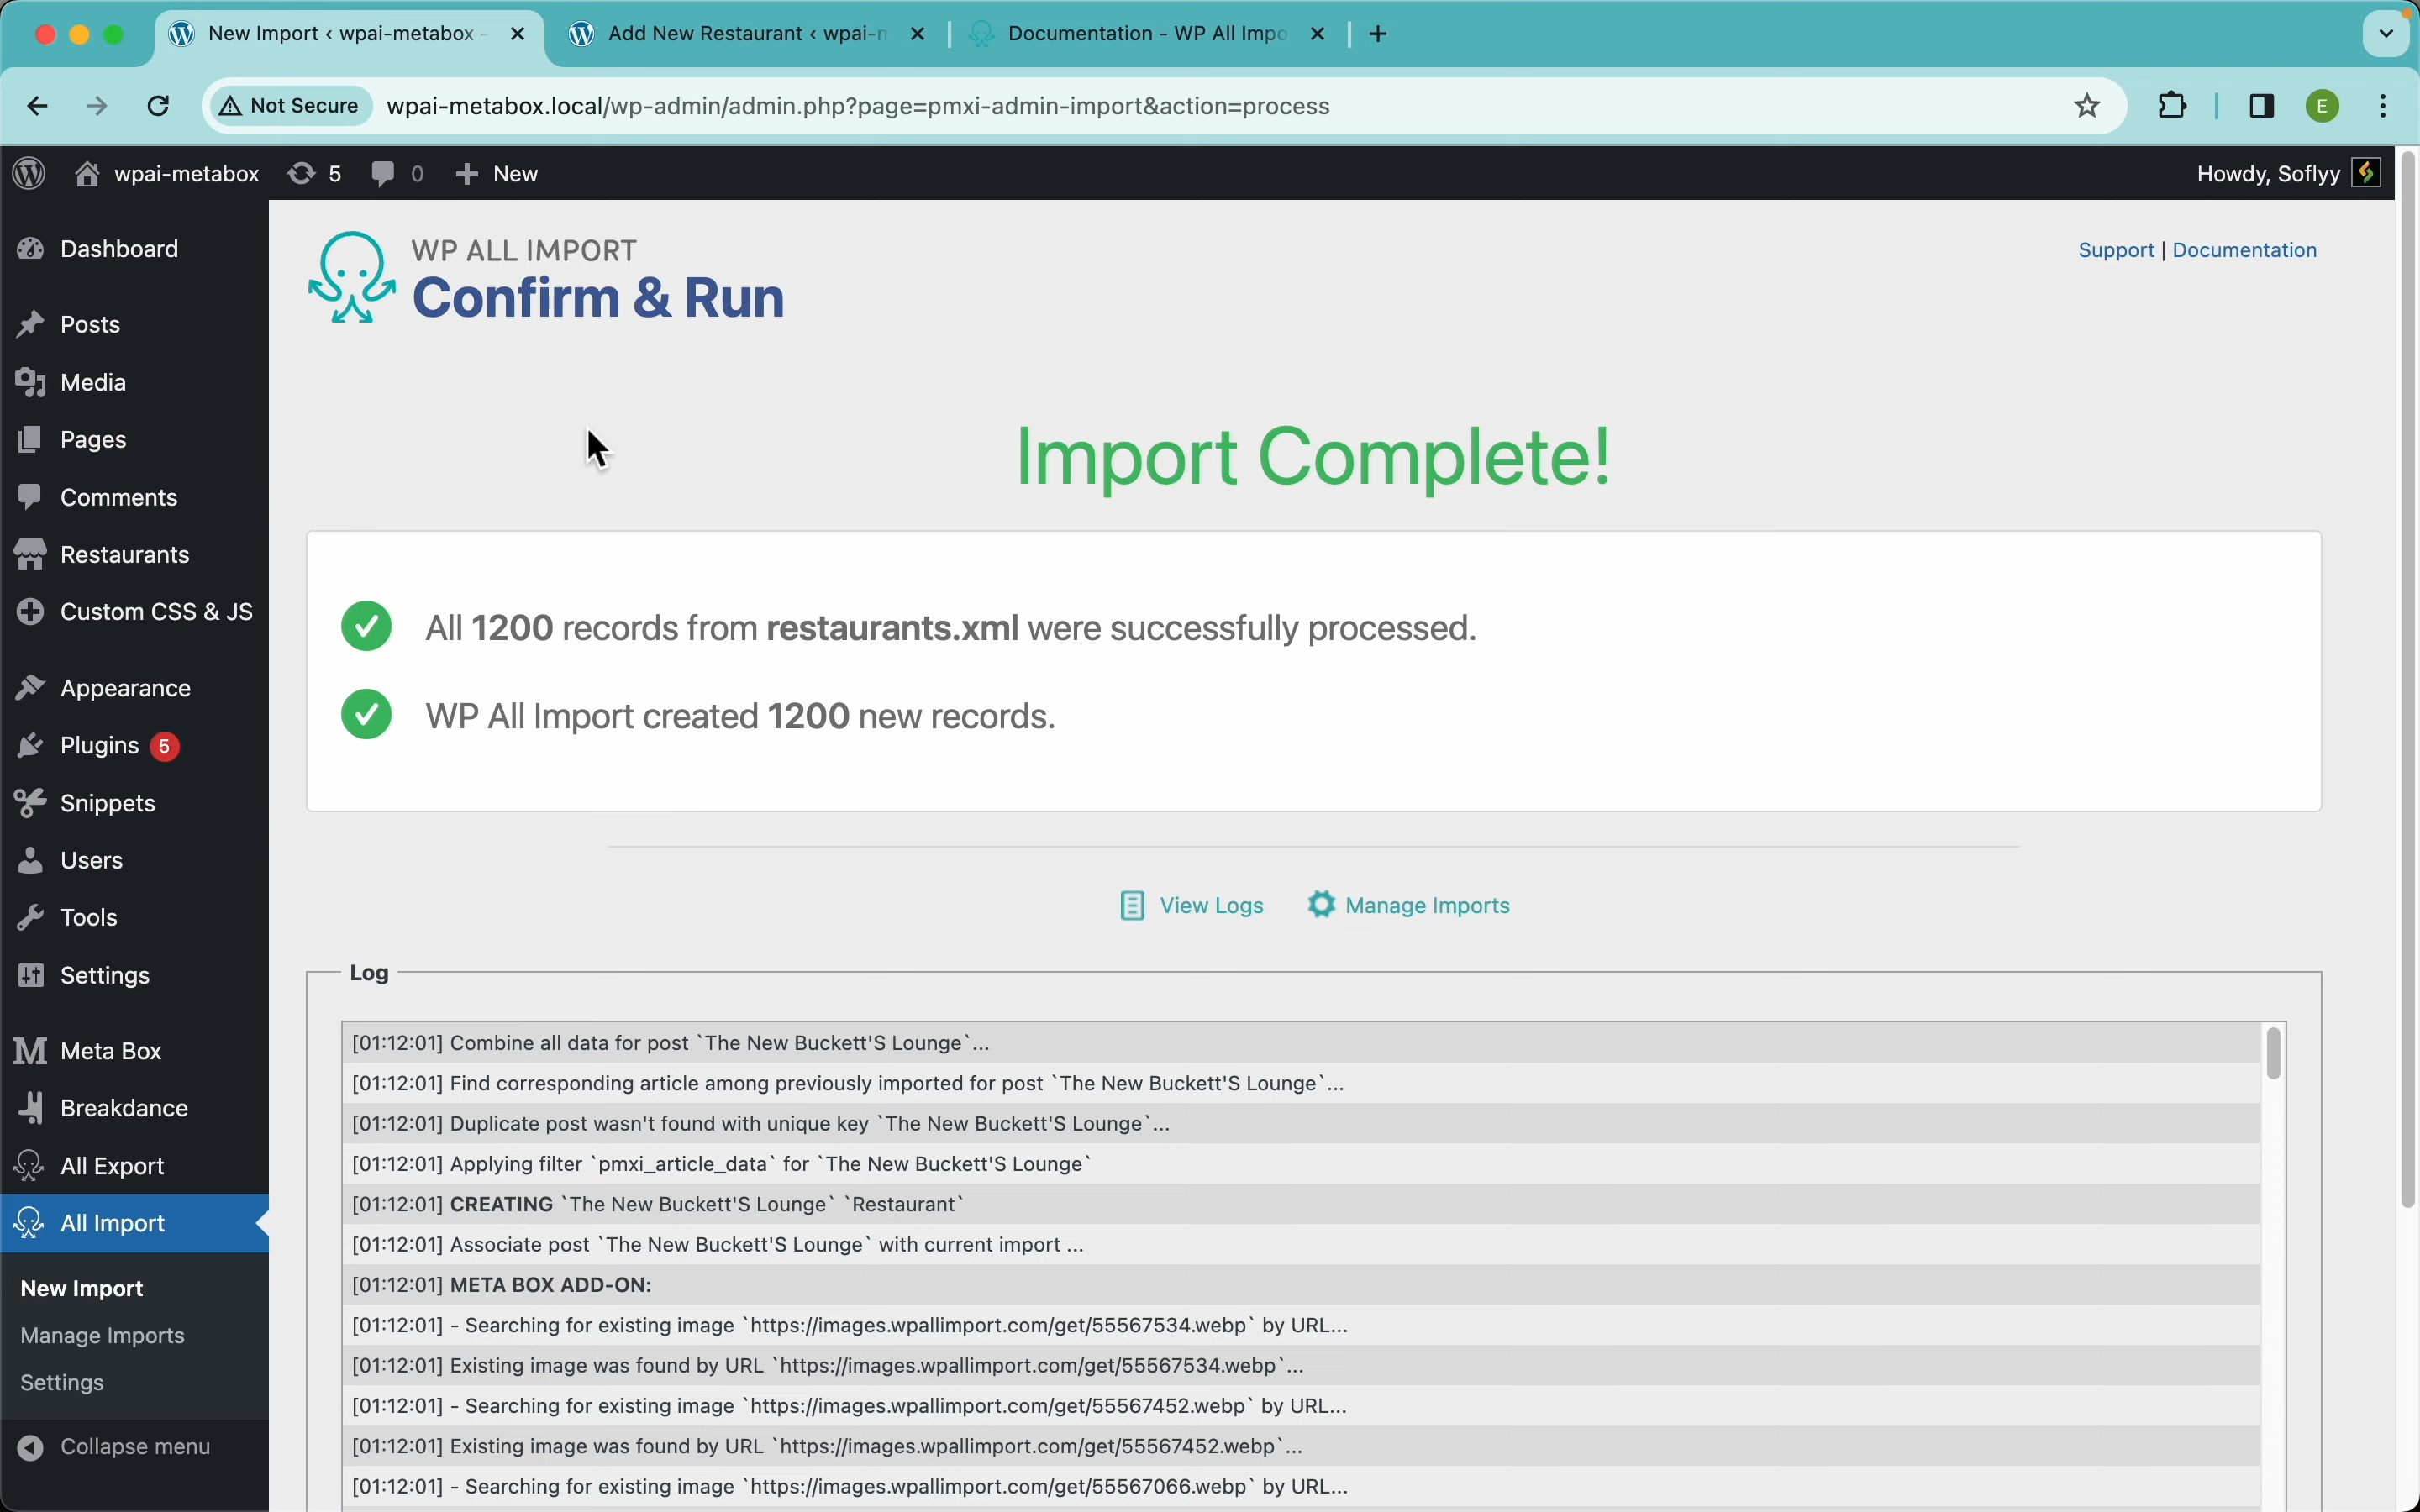 New Import ‹ wpai-metabox -
Add New Restaurant ‹ wpai-
Documentation - WP All Impo
Not Secure
wpai-metabox.local/wp-admin/admin.php?page=pmxi-admin-import&action=process
E
wpai-metabox
5
0
New
Howdy, Soflyy
Dashboard
Posts
Media
Pages
Comments
Restaurants
Custom CSS & JS
Appearance
Plugins 5
Snippets
Users
Tools
Settings
Meta Box
Breakdance
All Export
All Import
New Import
Manage Imports
Settings
Collapse menu
WP ALL IMPORT
Confirm & Run
Support | Documentation
Import Complete!
All 1200 records from restaurants.xml were successfully processed.
WP All Import created 1200 new records.
View Logs
Manage Imports
Log
[01:12:01] Combine all data for post `The New Buckett'S Lounge`...
[01:12:01] Find corresponding article among previously imported for post `The New Buckett'S Lounge`...
[01:12:01] Duplicate post wasn't found with unique key `The New Buckett'S Lounge`...
[01:12:01] Applying filter `pmxi_article_data` for `The New Buckett'S Lounge`
[01:12:01] CREATING `The New Buckett'S Lounge` `Restaurant`
[01:12:01] Associate post `The New Buckett'S Lounge` with current import ...
[01:12:01] META BOX ADD-ON:
[01:12:01] - Searching for existing image `https://images.wpallimport.com/get/55567534.webp` by URL...
[01:12:01] Existing image was found by URL `https://images.wpallimport.com/get/55567534.webp`...
[01:12:01] - Searching for existing image `https://images.wpallimport.com/get/55567452.webp` by URL...
[01:12:01] Existing image was found by URL `https://images.wpallimport.com/get/55567452.webp`...
[01:12:01] - Searching for existing image `https://images.wpallimport.com/get/55567066.webp` by URL...